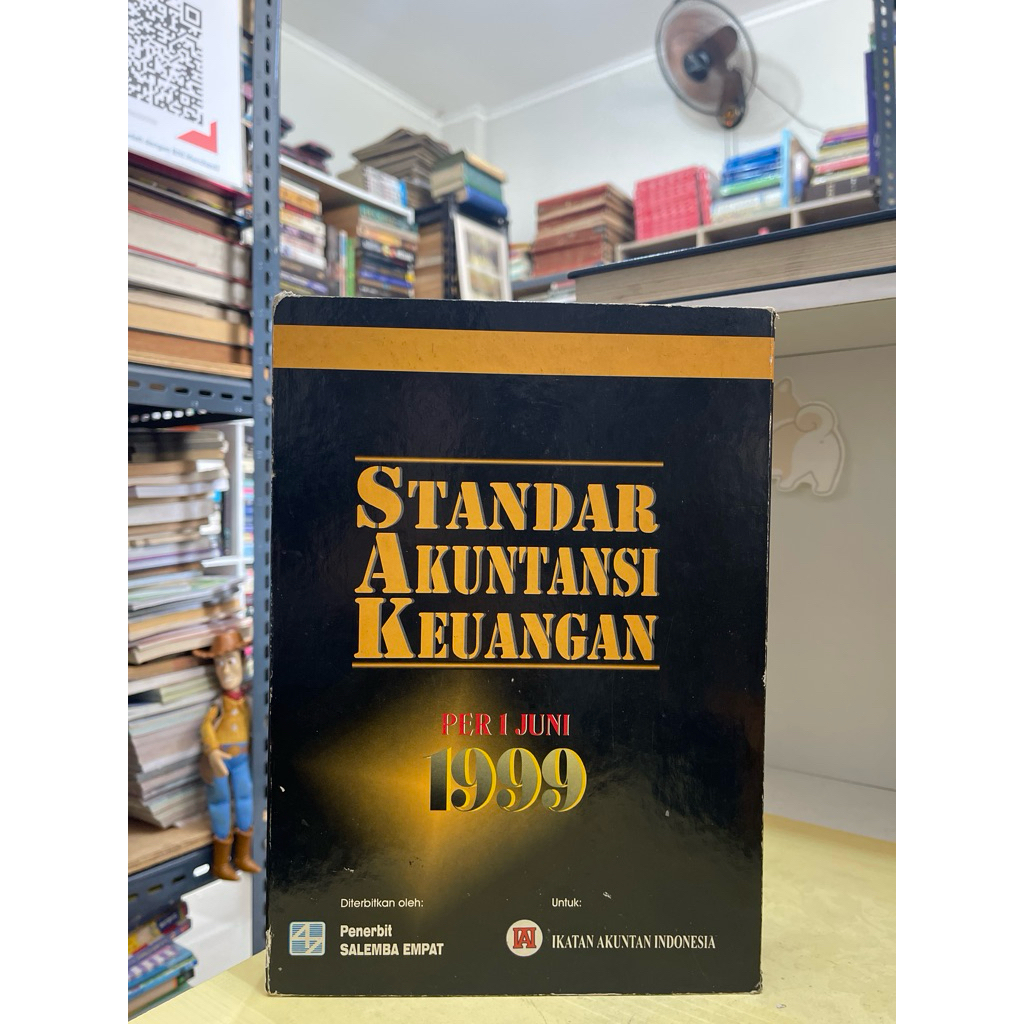 STANDAR
AKUNTANSI
KEUANGAN
PER 1 JUNI
1999
Diterbitkan oleh:
Penerbit
SALEMBA EMPAT
Untuk:
IAI
IKATAN AKUNTAN INDONESIA